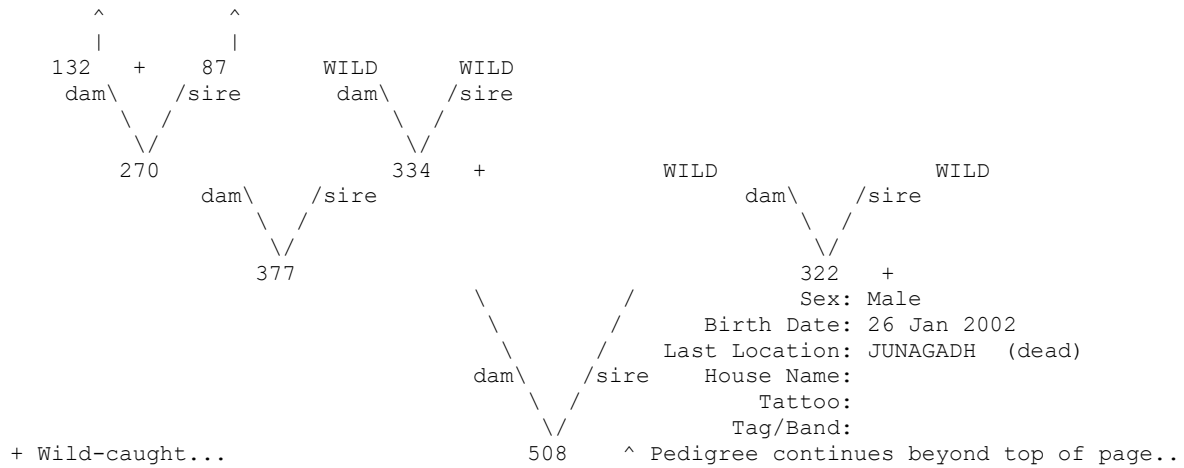 ^ ^
| |
132 + 87 WILD WILD
dam\ /sire dam\ /sire
\ / \ /
\/ \/
270 334 + WILD WILD
dam\ /sire dam\ /sire
\ / \ /
\/ \/
377 322 +
\ / Sex: Male
\ / Birth Date: 26 Jan 2002
\ / Last Location: JUNAGADH (dead)
dam\ /sire House Name:
\ / Tattoo:
\/ Tag/Band:
+ Wild-caught... 508 ^ Pedigree continues beyond top of page..